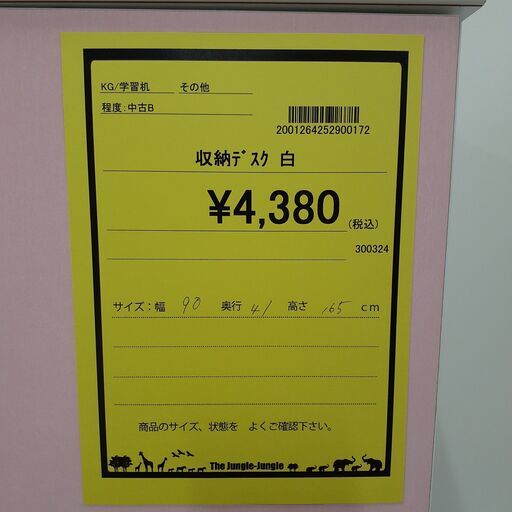 KG/学習机 その他
程度:中古B
2001264252900172
収納ﾃﾞｽｸ 白
¥4,380(税込)
300324
サイズ:幅 90 奥行 41 高さ 165 cm
商品のサイズ、状態を よくご確認下さい。
The Jungle-Jungle